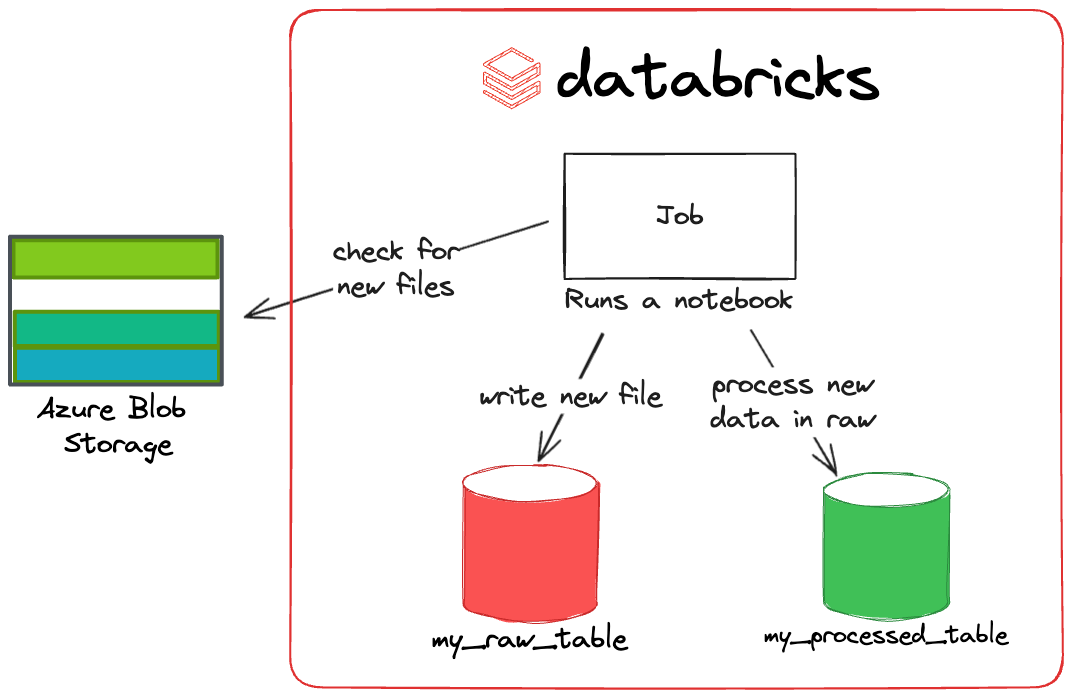 databricks
Job
Runs a notebook
check for
new files
Azure Blob
Storage
write new file
process new
data in raw
my_raw_table
my_processed_table